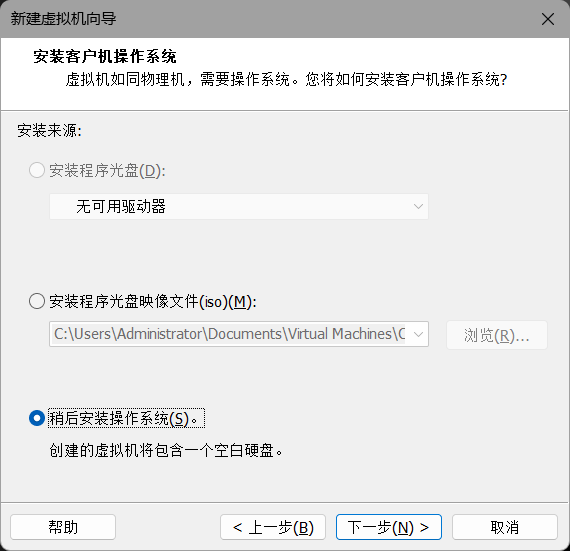 新建虚拟机向导
安装客户机操作系统
虚拟机如同物理机，需要操作系统。您将如何安装客户机操作系统?
安装来源:
安装程序光盘(D):
无可用驱动器
安装程序光盘映像文件(iso)(M):
C:\Users\Administrator\Documents\Virtual Machines\C
浏览(R)...
稍后安装操作系统(S)。
创建的虚拟机将包含一个空白硬盘。
帮助
< 上一步(B)
下一步(N) >
取消